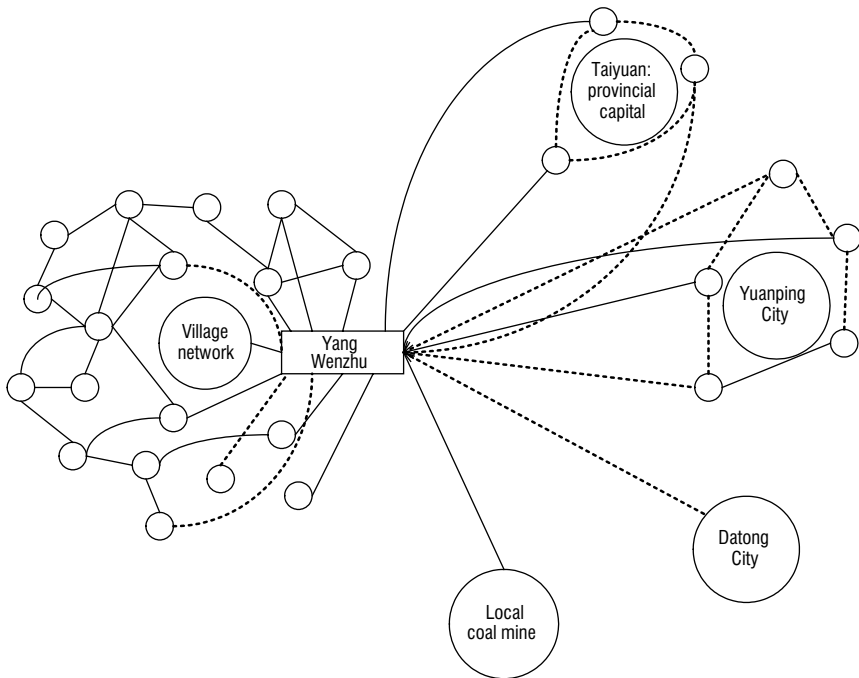 Taiyuan:
provincial
capital
Village
network
Yang
Wenzhu
Yuanping
City
Datong
City
Local
coal mine